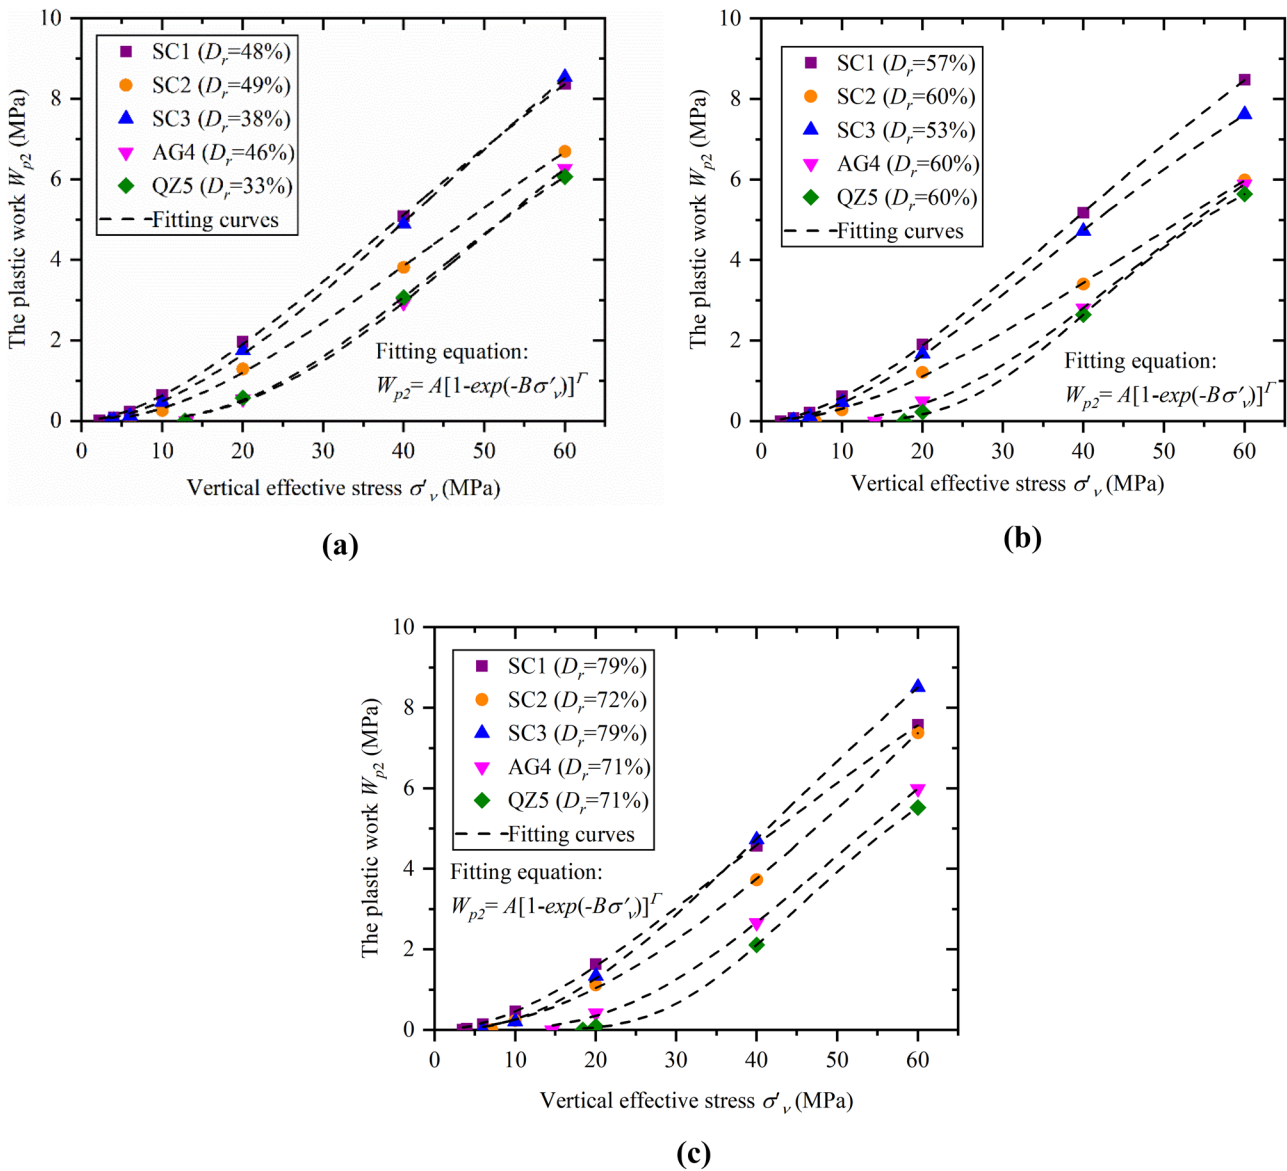 10
8
6
4
2
0
The plastic work W_p2 (MPa)
SC1 (D_r=48%)
SC2 (D_r=49%)
SC3 (D_r=38%)
AG4 (D_r=46%)
QZ5 (D_r=33%)
Fitting curves
Fitting equation:
W_p2= A[1-exp(-Bσ'_v)]^Γ
0 10 20 30 40 50 60
Vertical effective stress σ'_v (MPa)
(a)
10
8
6
4
2
0
The plastic work W_p2 (MPa)
SC1 (D_r=57%)
SC2 (D_r=60%)
SC3 (D_r=53%)
AG4 (D_r=60%)
QZ5 (D_r=60%)
Fitting curves
Fitting equation:
W_p2= A[1-exp(-Bσ'_v)]^Γ
0 10 20 30 40 50 60
Vertical effective stress σ'_v (MPa)
(b)
10
8
6
4
2
0
The plastic work W_p2 (MPa)
SC1 (D_r=79%)
SC2 (D_r=72%)
SC3 (D_r=79%)
AG4 (D_r=71%)
QZ5 (D_r=71%)
Fitting curves
Fitting equation:
W_p2= A[1-exp(-Bσ'_v)]^Γ
0 10 20 30 40 50 60
Vertical effective stress σ'_v (MPa)
(c)